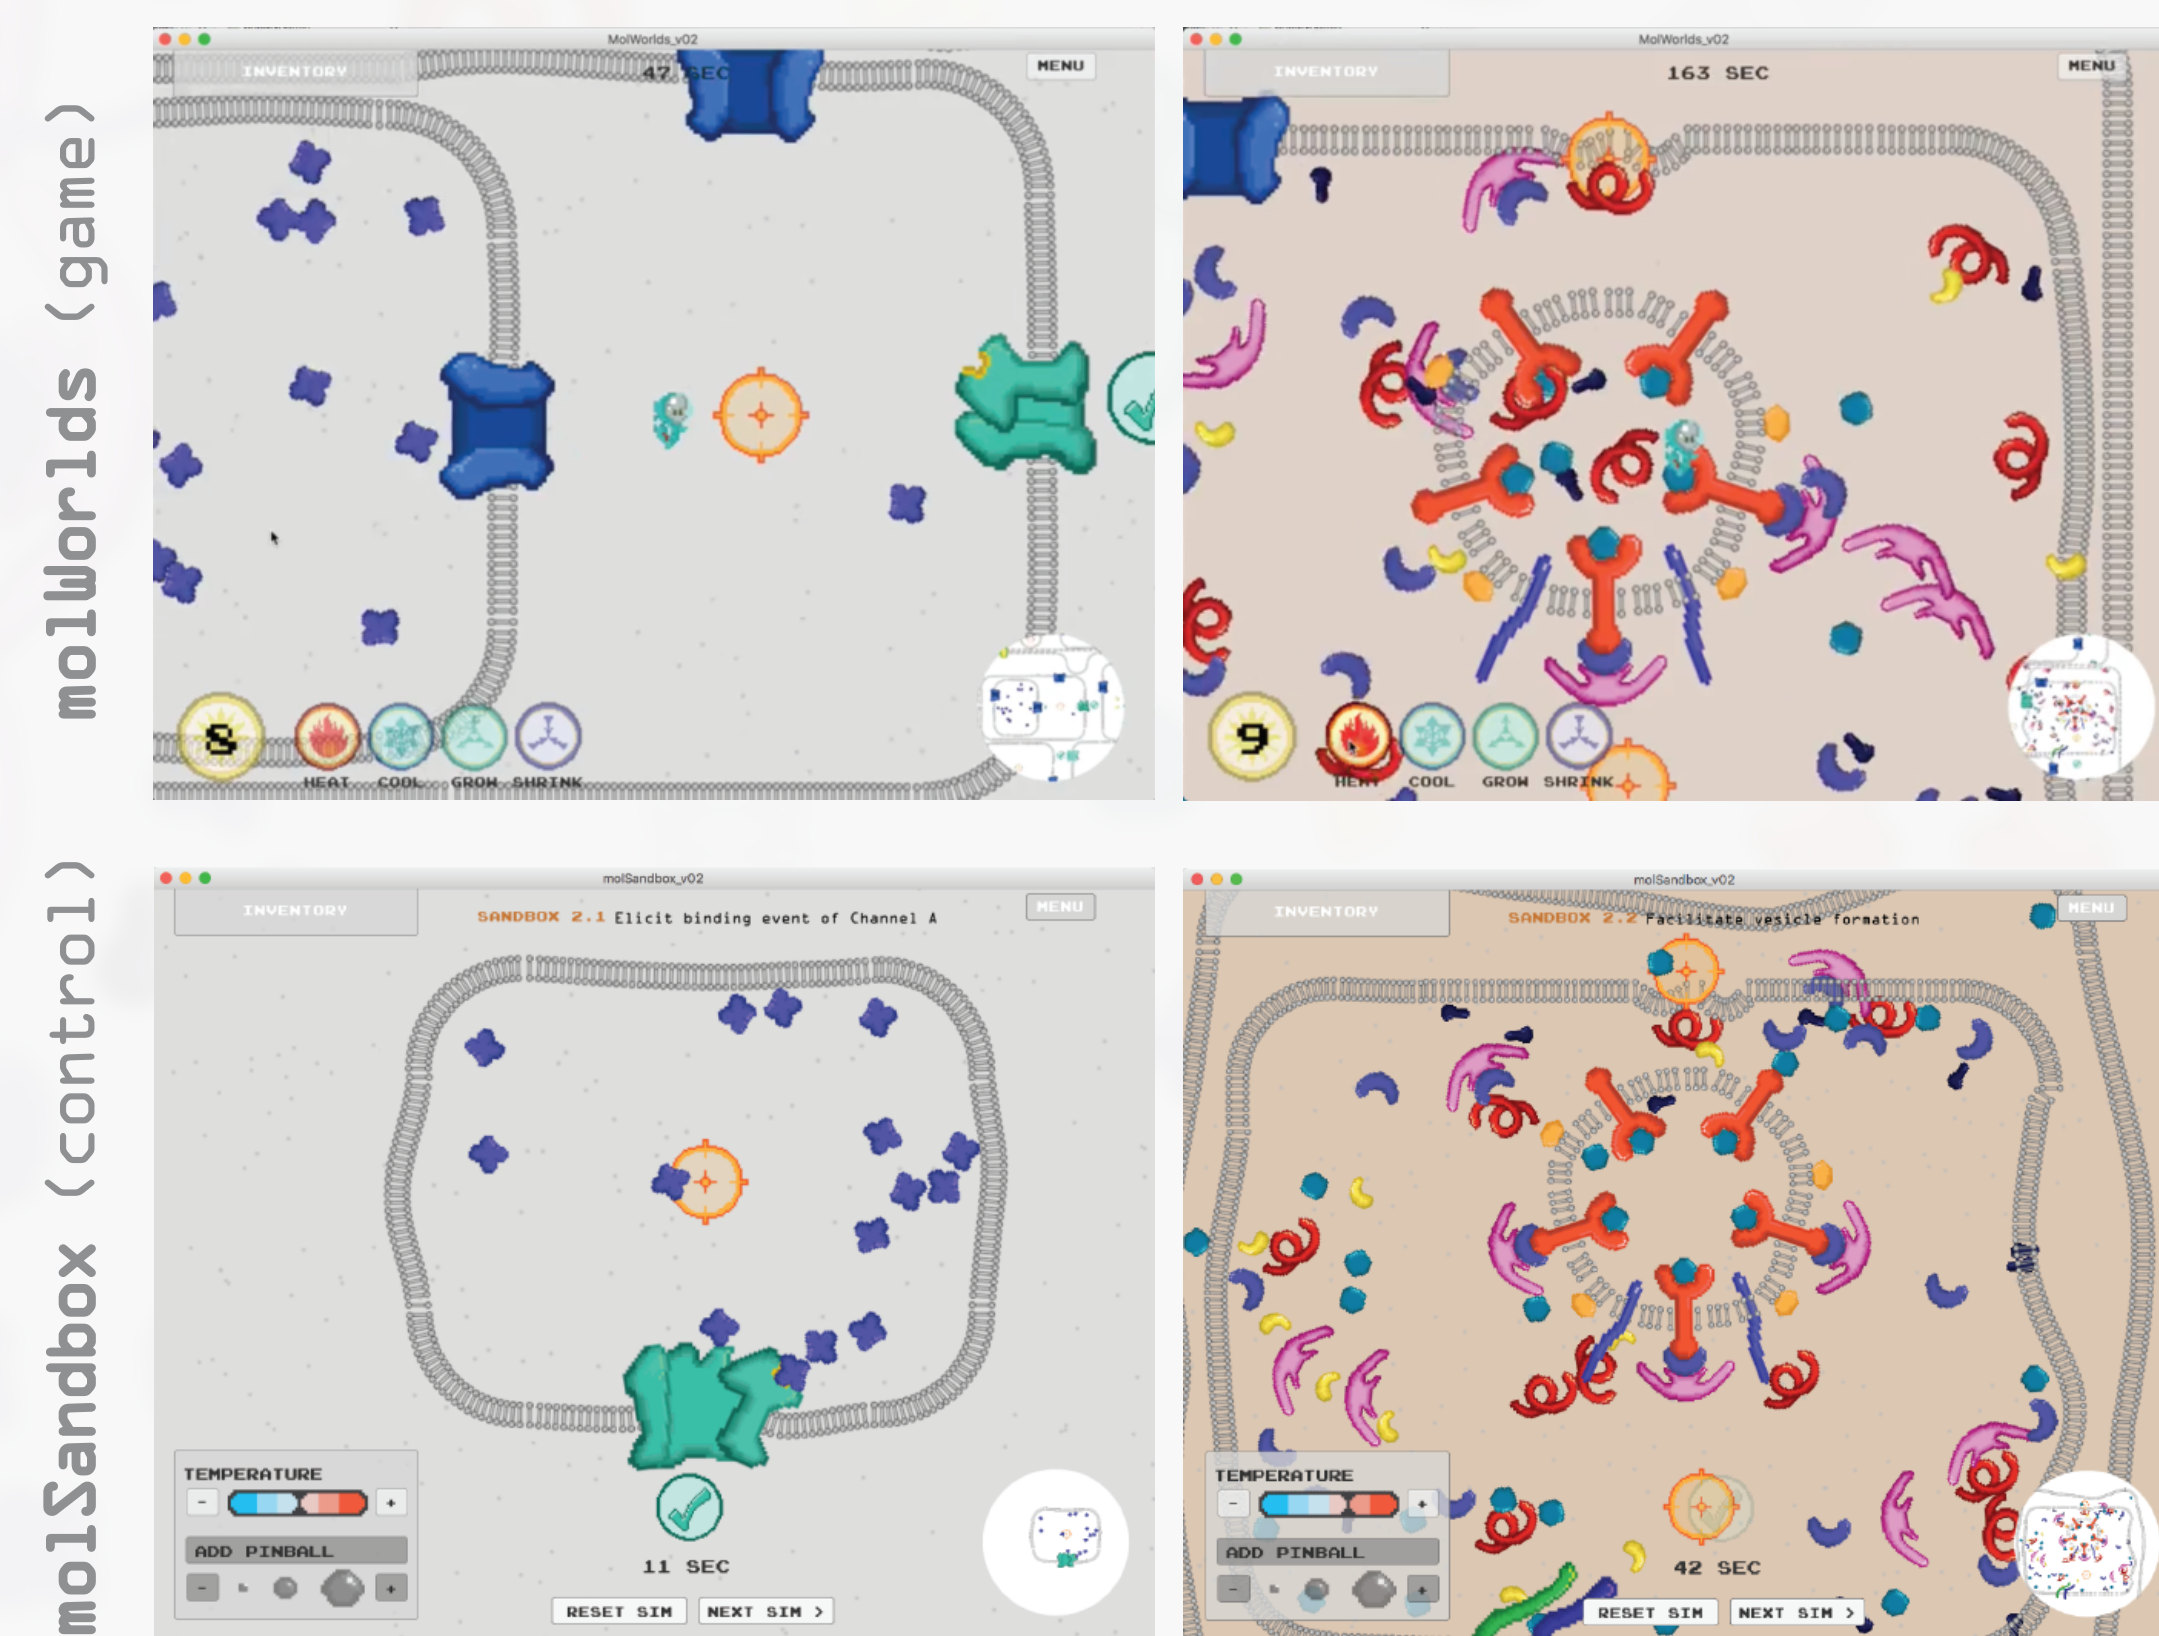 molWorlds (game)
MolWorlds_v02
INVENTORY
47 SEC
MENU
8
HEAT COOL GROW SHRINK
MolWorlds_v02
INVENTORY
163 SEC
MENU
9
HEAT COOL GROW SHRINK
molSandbox (control)
molSandbox_v02
INVENTORY
SANDBOX 2.1 Elicit binding event of Channel A
MENU
TEMPERATURE
- +
ADD PINBALL
- +
11 SEC
RESET SIM NEXT SIM >
molSandbox_v02
INVENTORY
SANDBOX 2.2 Facilitate vesicle formation
MENU
TEMPERATURE
- +
ADD PINBALL
- +
42 SEC
RESET SIM NEXT SIM >